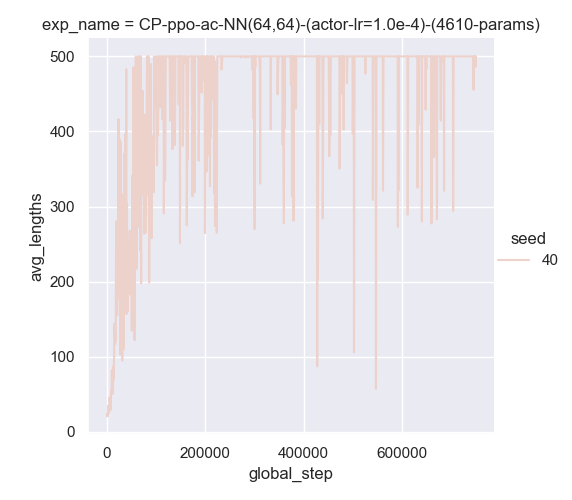 exp_name = CP-ppo-ac-NN(64,64)-(actor-lr=1.0e-4)-(4610-params)
500
400
300
200
100
0
avg_lengths
0 200000 400000 600000
global_step
seed
40